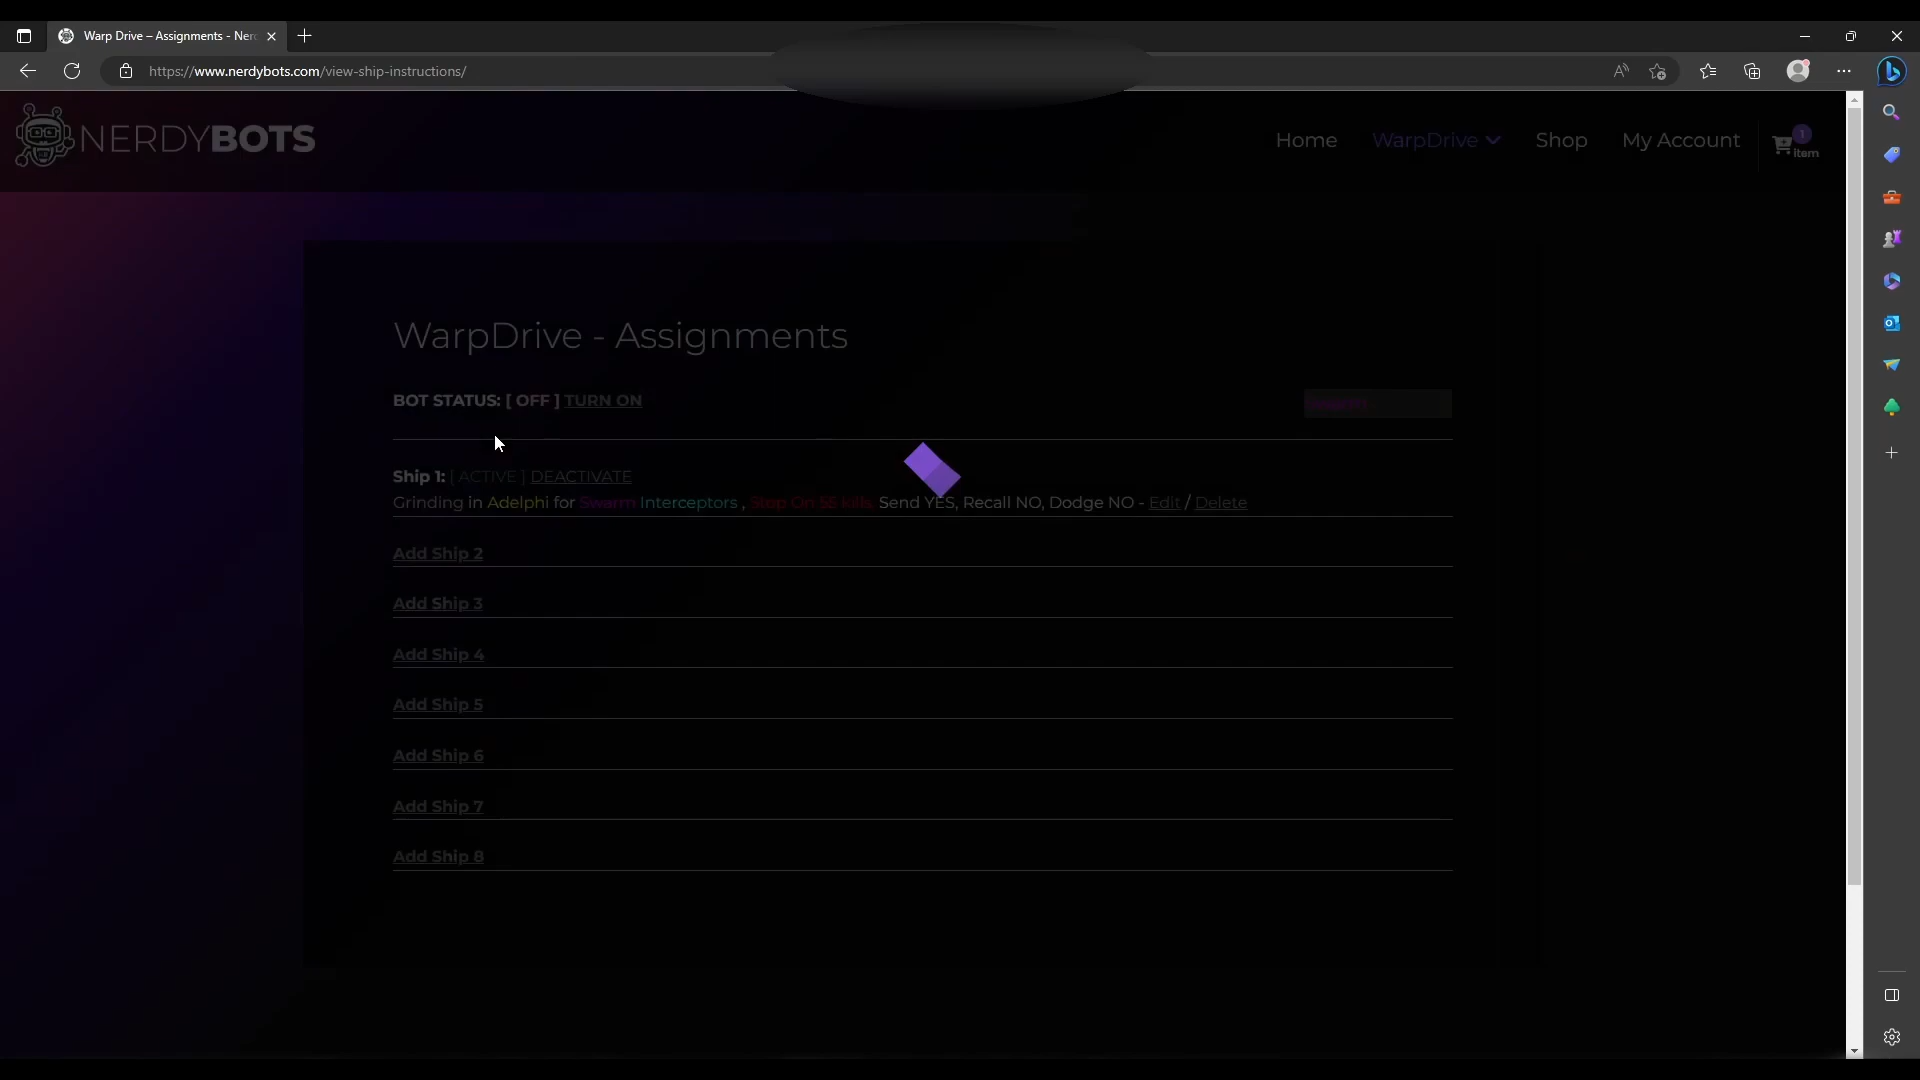 Warp Drive – Assignments - Ner
https://www.nerdybots.com/view-ship-instructions/
NERDYBOTS
Home WarpDrive Shop My Account 1 item
WarpDrive - Assignments
BOT STATUS: [ OFF ] TURN ON
Ship 1: [ ACTIVE ] DEACTIVATE
Grinding in Adelphi for Swarm Interceptors , Stop On 55 kills Send YES, Recall NO, Dodge NO - Edit / Delete
Add Ship 2
Add Ship 3
Add Ship 4
Add Ship 5
Add Ship 6
Add Ship 7
Add Ship 8